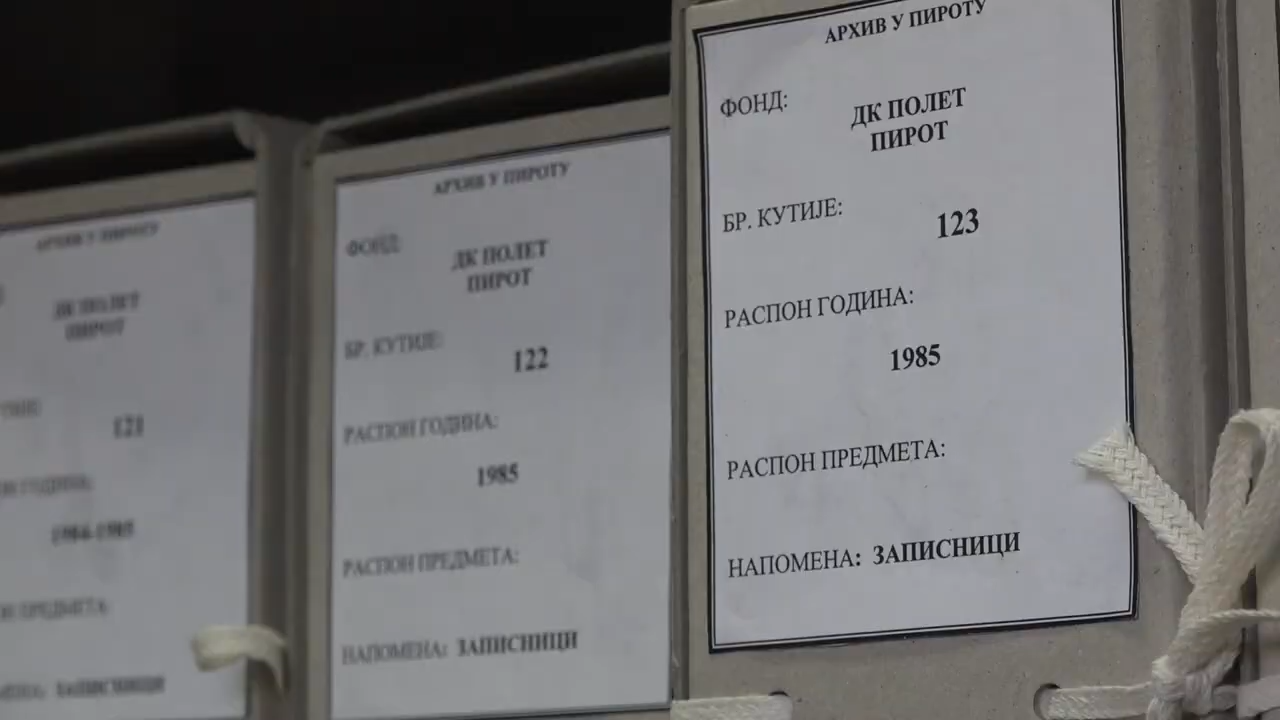 АРХИВ У ПИРОТУ
ДК ПОЛЕТ
ПИРОТ
121
1984-1985
ЗАПИСНИЦИ
АРХИВ У ПИРОТУ
ФОНД:
ДК ПОЛЕТ
ПИРОТ
БР. КУТИЈЕ:
122
РАСПОН ГОДИНА:
1985
РАСПОН ПРЕДМЕТА:
НАПОМЕНА: ЗАПИСНИЦИ
АРХИВ У ПИРОТУ
ФОНД:
ДК ПОЛЕТ
ПИРОТ
БР. КУТИЈЕ:
123
РАСПОН ГОДИНА:
1985
РАСПОН ПРЕДМЕТА:
НАПОМЕНА: ЗАПИСНИЦИ